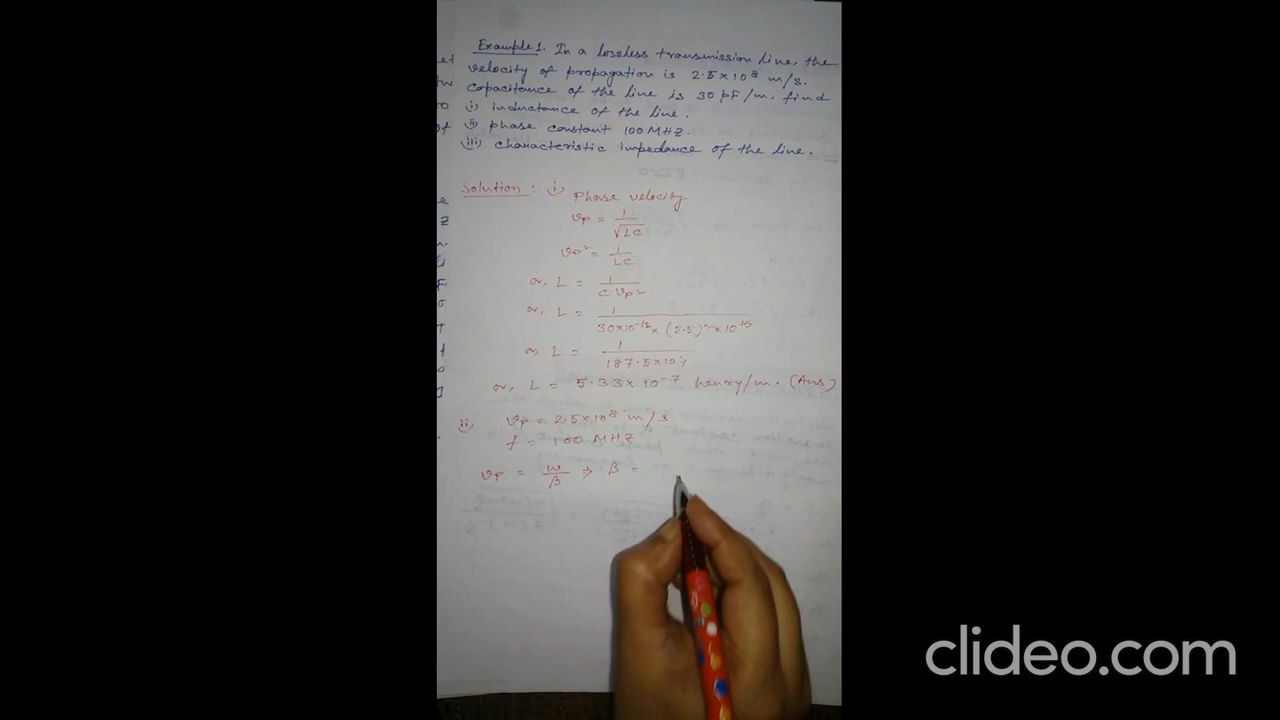 Example 1. In a lossless transmission line, the
velocity of propagation is 2.5×10⁸ m/s.
capacitance of the line is 30 pF/m. find
i) inductance of the line.
ii) phase constant 100 MHZ.
iii) characteristic impedance of the line.
Solution : i) Phase velocity
vp = 1/√LC
vp² = 1/LC
or, L = 1/C vp²
or, L = 1/30×10⁻¹²×(2.5)²×10¹⁶
or, L = 1/187.5×10⁴
or, L = 5.33×10⁻⁷ henry/m. (Ans)
ii) vp = 2.5×10⁸ m/s
f = 100 MHZ
vp = ω/β ⇒ β =
clideo.com